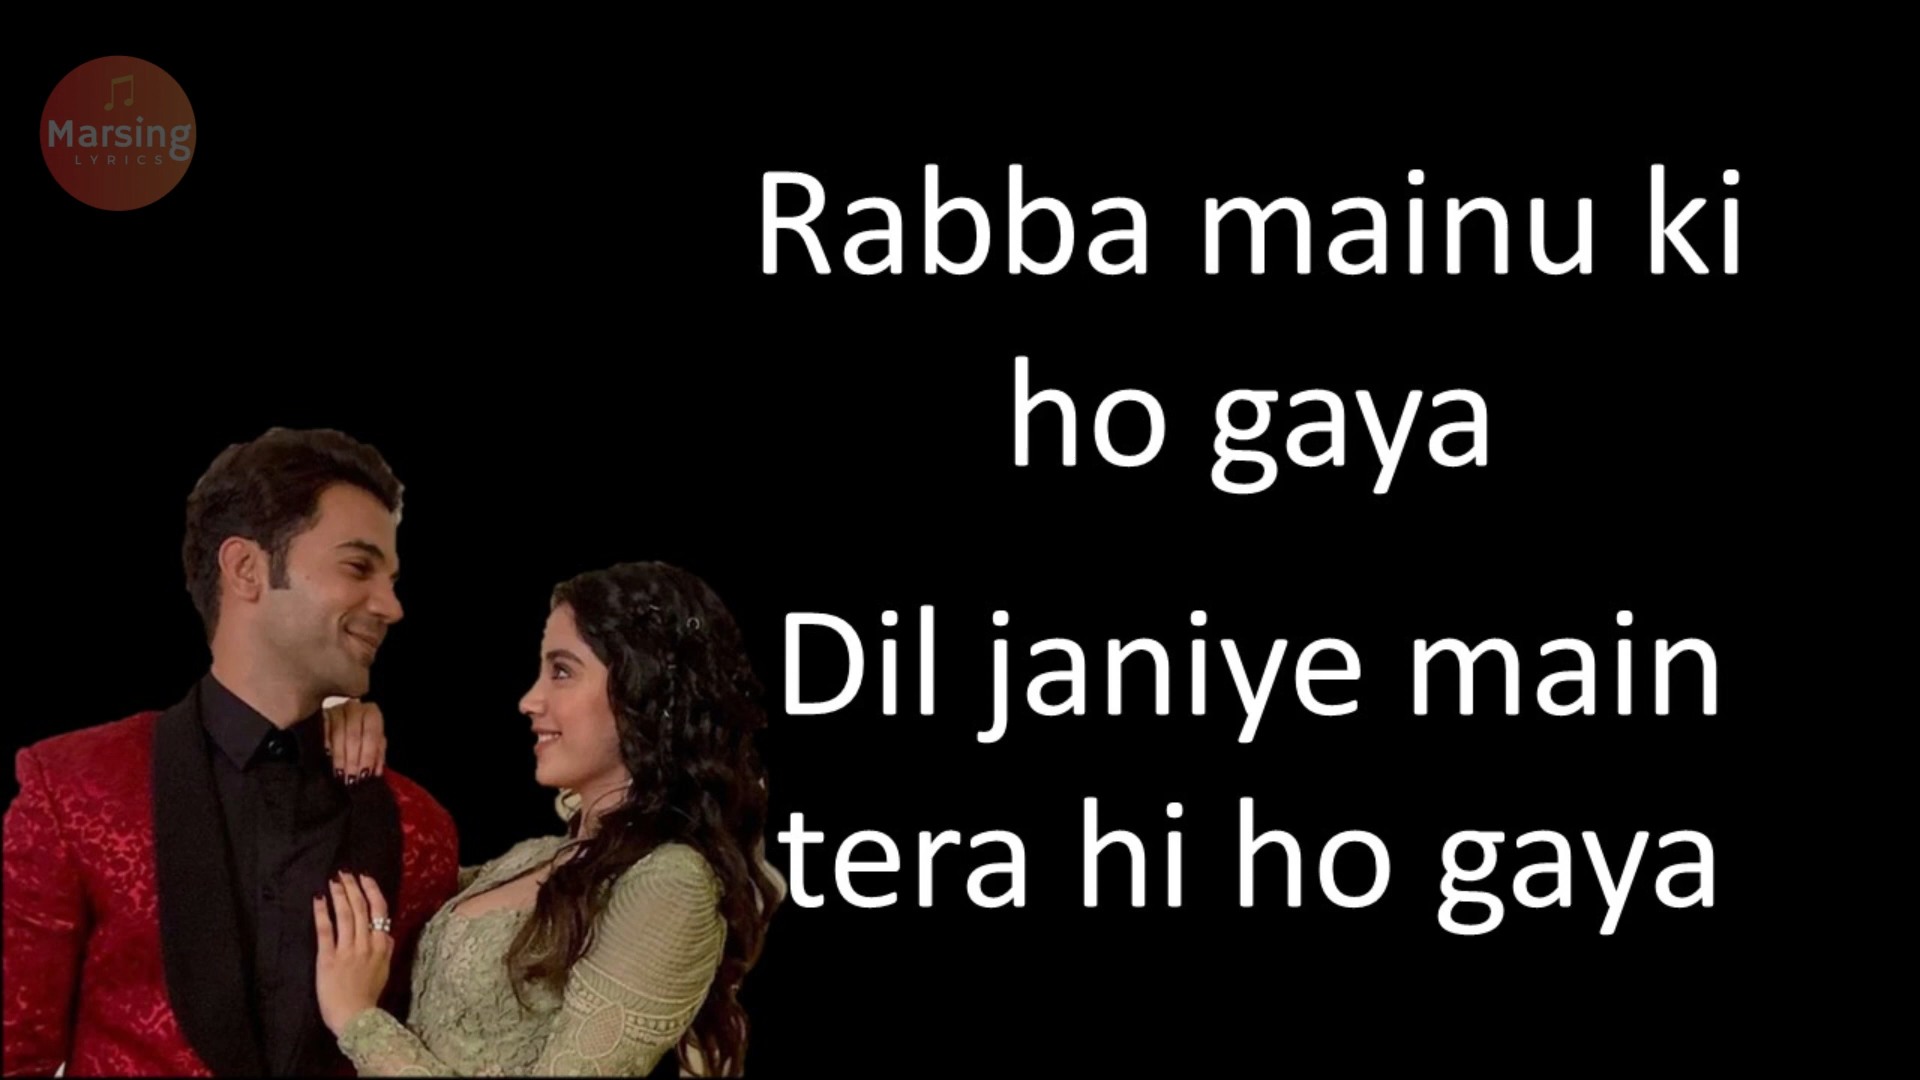 Marsing
LYRICS
Rabba mainu ki
ho gaya
Dil janiye main
tera hi ho gaya